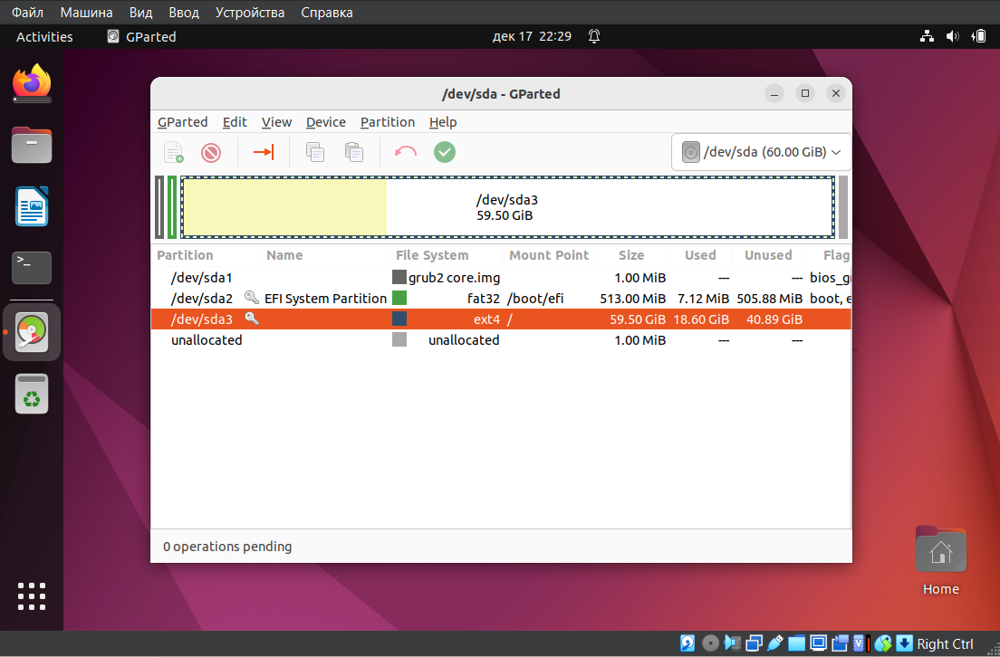 Файл Машина Вид Ввод Устройства Справка
Activities GParted дек 17 22:29
/dev/sda - GParted
GParted Edit View Device Partition Help
/dev/sda (60.00 GiB)
/dev/sda3
59.50 GiB
Partition Name File System Mount Point Size Used Unused Flag
/dev/sda1 grub2 core.img 1.00 MiB --- --- bios_gr
/dev/sda2 EFI System Partition fat32 /boot/efi 513.00 MiB 7.12 MiB 505.88 MiB boot, e
/dev/sda3 ext4 / 59.50 GiB 18.60 GiB 40.89 GiB
unallocated unallocated 1.00 MiB --- ---
0 operations pending
>_
Home
Right Ctrl